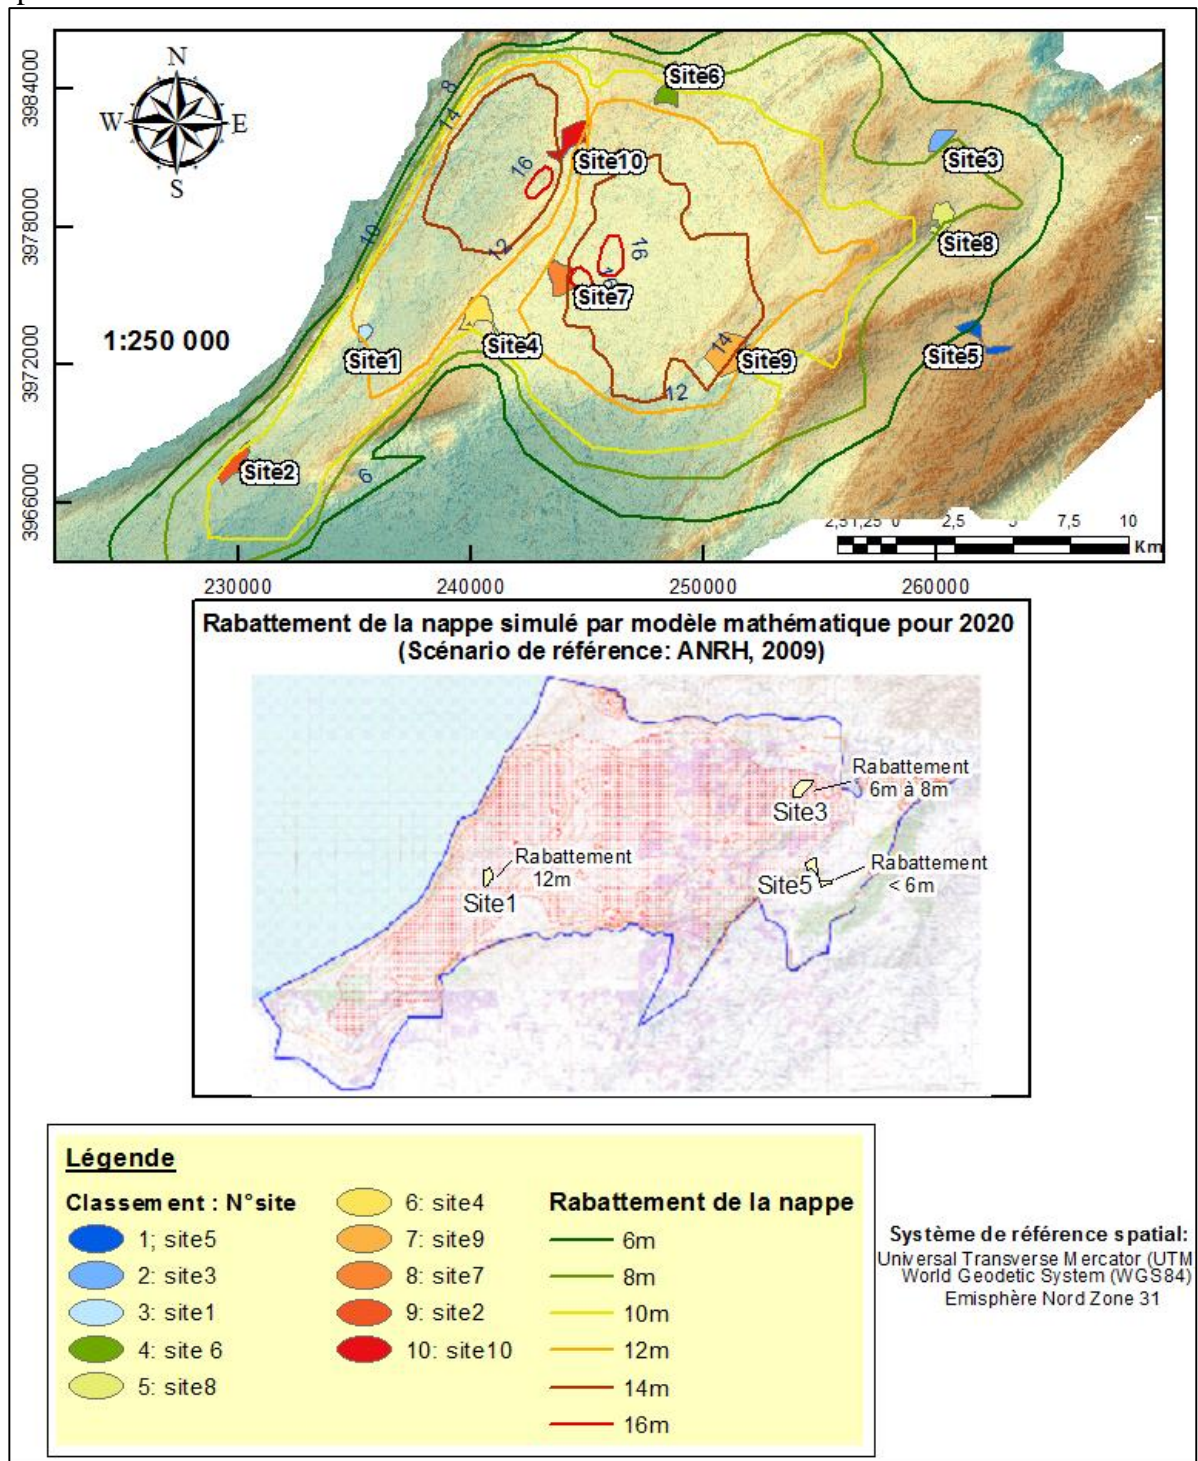 N
W E
S
1:250 000
3984000
3978000
3972000
3966000
8
14
16
10
12
16
14
12
6
Site6
Site10
Site3
Site8
Site7
Site4
Site1
Site9
Site5
Site2
2,51,25 0 2,5 5 7,5 10
Km
230000 240000 250000 260000
Rabattement de la nappe simulé par modèle mathématique pour 2020
(Scénario de référence: ANRH, 2009)
Rabattement
6m à 8m
Site3
Rabattement
12m
Site1
Rabattement
< 6m
Site5
Légende
Classement : N°site
1; site5
2: site3
3: site1
4: site 6
5: site8
6: site4
7: site9
8: site7
9: site2
10: site10
Rabattement de la nappe
6m
8m
10m
12m
14m
16m
Système de référence spatial:
Universal Transverse Mercator (UTM
World Geodetic System (WGS84)
Emisphère Nord Zone 31